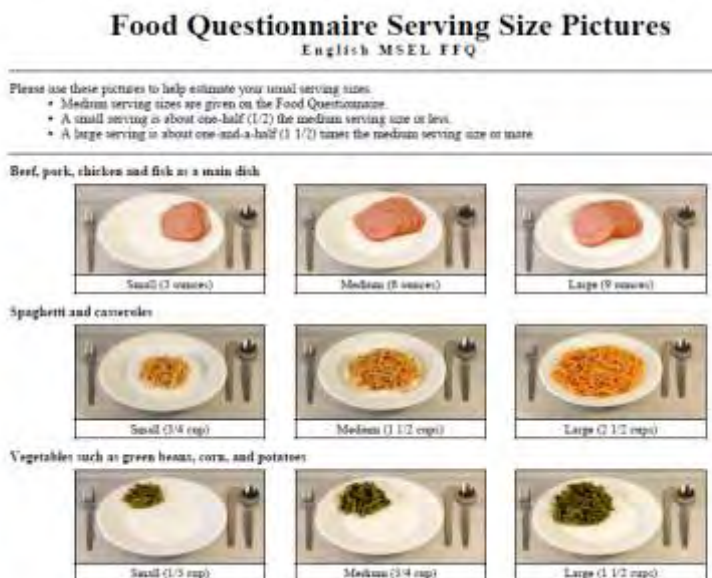 Food Questionnaire Serving Size Pictures
English MSEL FFQ
Please use these pictures to help estimate your usual serving sizes.
• Medium serving sizes are given on the Food Questionnaire.
• A small serving is about one-half (1/2) the medium serving size or less.
• A large serving is about one-and-a-half (1 1/2) times the medium serving size or more
Beef, pork, chicken and fish as a main dish
Small (3 ounces)
Medium (6 ounces)
Large (9 ounces)
Spaghetti and casseroles
Small (3/4 cup)
Medium (1 1/2 cups)
Large (2 1/2 cups)
Vegetables such as green beans, corn, and potatoes
Small (1/3 cup)
Medium (3/4 cup)
Large (1 1/2 cups)